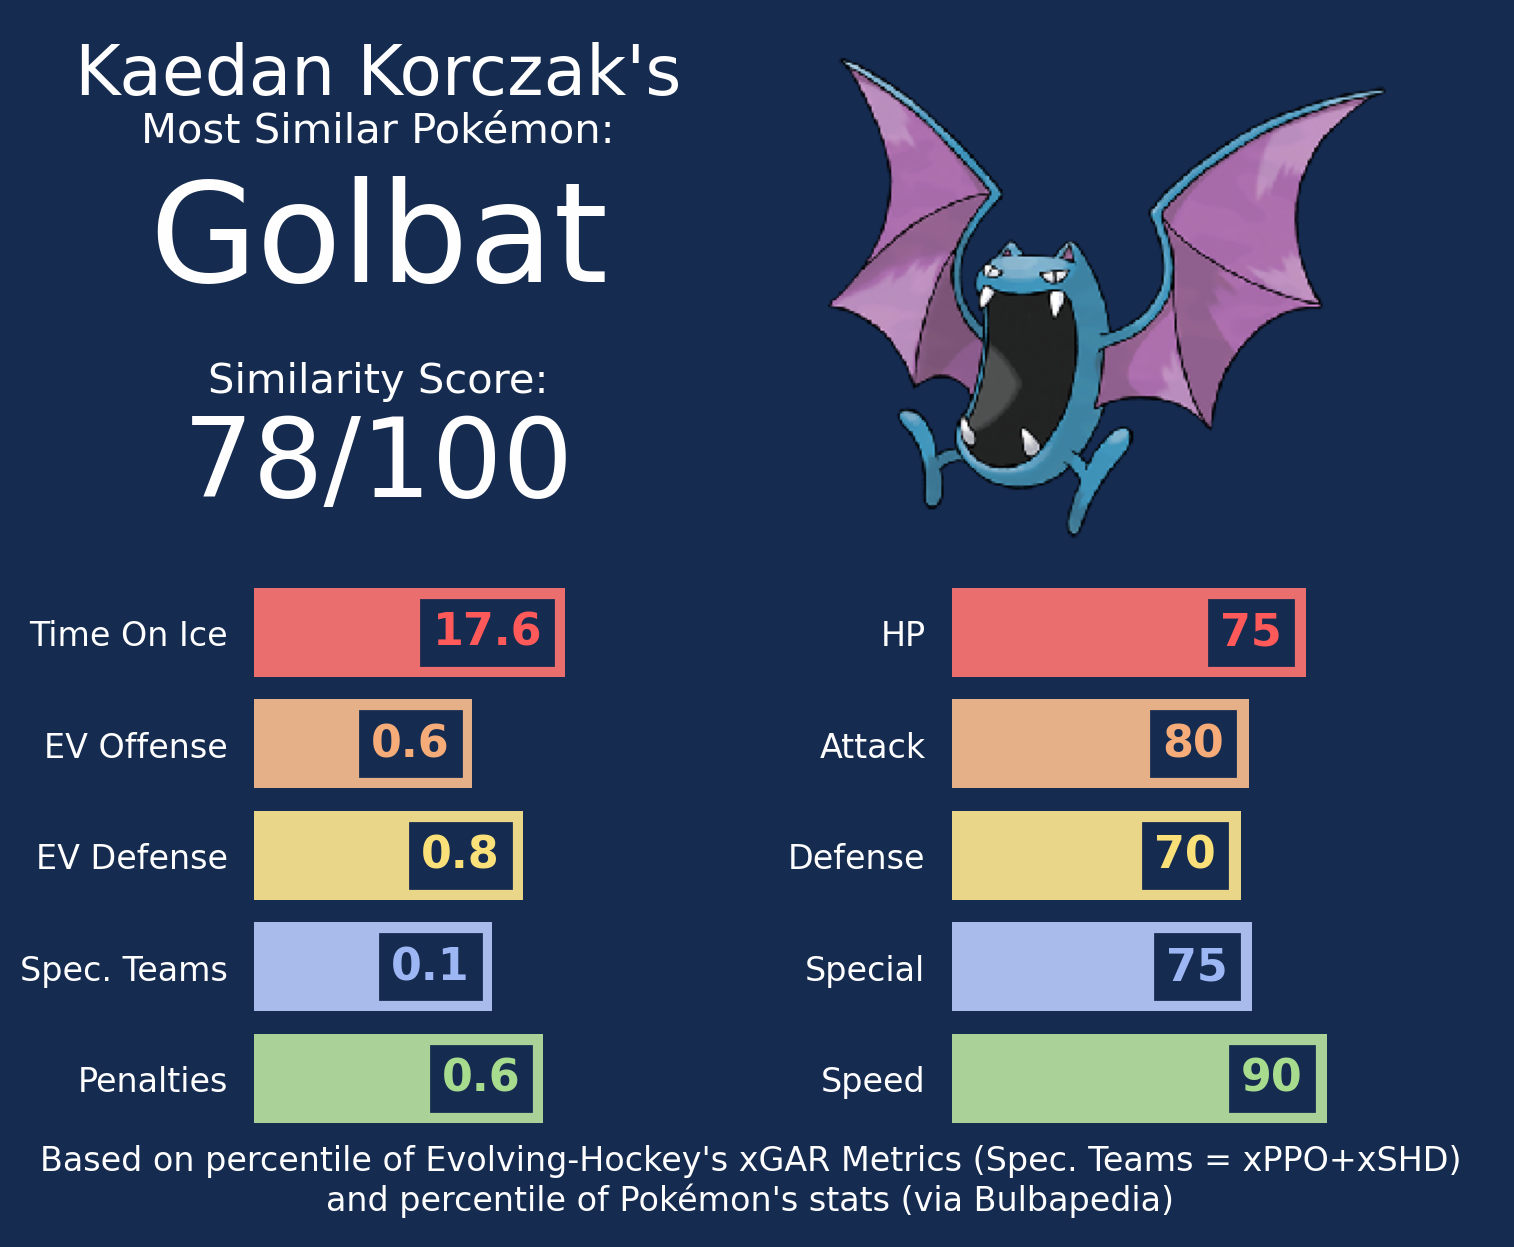 Kaedan Korczak's
Most Similar Pokémon:
Golbat
Similarity Score:
78/100
Time On Ice 17.6
EV Offense 0.6
EV Defense 0.8
Spec. Teams 0.1
Penalties 0.6
HP 75
Attack 80
Defense 70
Special 75
Speed 90
Based on percentile of Evolving-Hockey's xGAR Metrics (Spec. Teams = xPPO+xSHD)
and percentile of Pokémon's stats (via Bulbapedia)